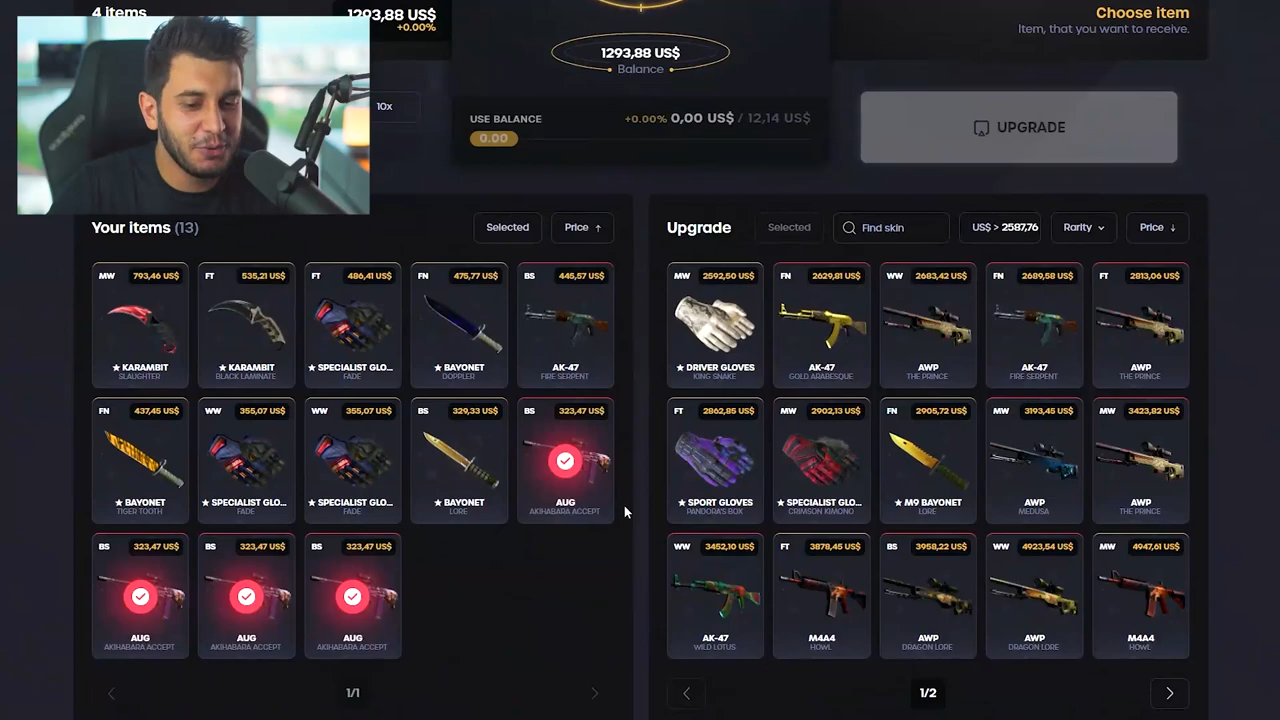 4 items
1293,88 US$
+0.00%
Choose item
Item, that you want to receive.
1293,88 US$
Balance
10x
USE BALANCE +0.00% 0,00 US$ / 12,14 US$
0.00
UPGRADE
Your items (13) Selected Price ↑
Upgrade Selected Find skin US$ > 2587,76 Rarity Price ↓
MW 793,46 US$ FT 535,21 US$ FT 486,41 US$ FN 475,77 US$ BS 445,57 US$
★ KARAMBIT ★ KARAMBIT ★ SPECIALIST GLO... ★ BAYONET AK-47
SLAUGHTER BLACK LAMINATE FADE DOPPLER FIRE SERPENT
FN 437,45 US$ WW 355,07 US$ WW 355,07 US$ BS 329,33 US$ BS 323,47 US$
★ BAYONET ★ SPECIALIST GLO... ★ SPECIALIST GLO... ★ BAYONET AUG
TIGER TOOTH FADE FADE LORE AKIHABARA ACCEPT
BS 323,47 US$ BS 323,47 US$ BS 323,47 US$
AUG AUG AUG
AKIHABARA ACCEPT AKIHABARA ACCEPT AKIHABARA ACCEPT
1/1
MW 2592,50 US$ FN 2629,81 US$ WW 2683,42 US$ FN 2689,58 US$ FT 2813,06 US$
★ DRIVER GLOVES AK-47 AWP AK-47 AWP
KING SNAKE GOLD ARABESQUE THE PRINCE FIRE SERPENT THE PRINCE
FT 2862,85 US$ MW 2902,13 US$ FN 2905,72 US$ MW 3193,45 US$ MW 3423,82 US$
★ SPORT GLOVES ★ SPECIALIST GLO... ★ M9 BAYONET AWP AWP
PANDORA'S BOX CRIMSON KIMONO LORE MEDUSA THE PRINCE
WW 3452,10 US$ FT 3878,45 US$ BS 3958,22 US$ WW 4923,54 US$ MW 4947,61 US$
AK-47 M4A4 AWP AWP M4A4
WILD LOTUS HOWL DRAGON LORE DRAGON LORE HOWL
1/2